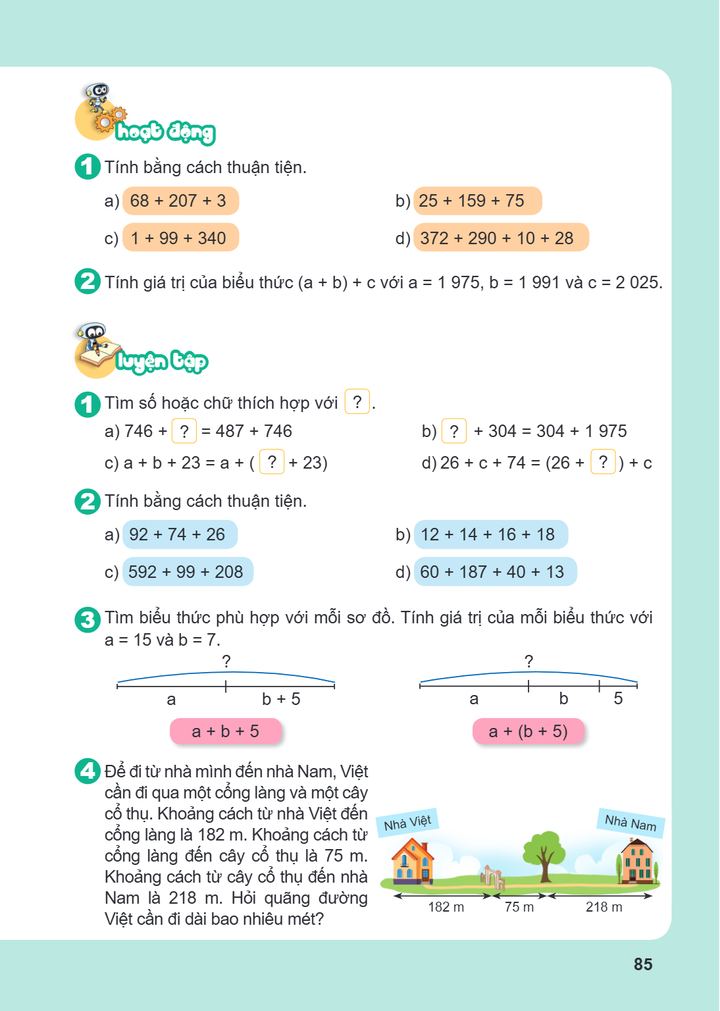 hoạt động
1 Tính bằng cách thuận tiện.
a) 68 + 207 + 3 b) 25 + 159 + 75
c) 1 + 99 + 340 d) 372 + 290 + 10 + 28
2 Tính giá trị của biểu thức (a + b) + c với a = 1 975, b = 1 991 và c = 2 025.
luyện tập
1 Tìm số hoặc chữ thích hợp với ? .
a) 746 + ? = 487 + 746 b) ? + 304 = 304 + 1 975
c) a + b + 23 = a + ( ? + 23) d) 26 + c + 74 = (26 + ? ) + c
2 Tính bằng cách thuận tiện.
a) 92 + 74 + 26 b) 12 + 14 + 16 + 18
c) 592 + 99 + 208 d) 60 + 187 + 40 + 13
3 Tìm biểu thức phù hợp với mỗi sơ đồ. Tính giá trị của mỗi biểu thức với
a = 15 và b = 7.
? ?
a b + 5 a b 5
a + b + 5 a + (b + 5)
4 Để đi từ nhà mình đến nhà Nam, Việt
cần đi qua một cổng làng và một cây
cổ thụ. Khoảng cách từ nhà Việt đến
cổng làng là 182 m. Khoảng cách từ
cổng làng đến cây cổ thụ là 75 m.
Khoảng cách từ cây cổ thụ đến nhà
Nam là 218 m. Hỏi quãng đường
Việt cần đi dài bao nhiêu mét?
Nhà Việt Nhà Nam
182 m 75 m 218 m
85